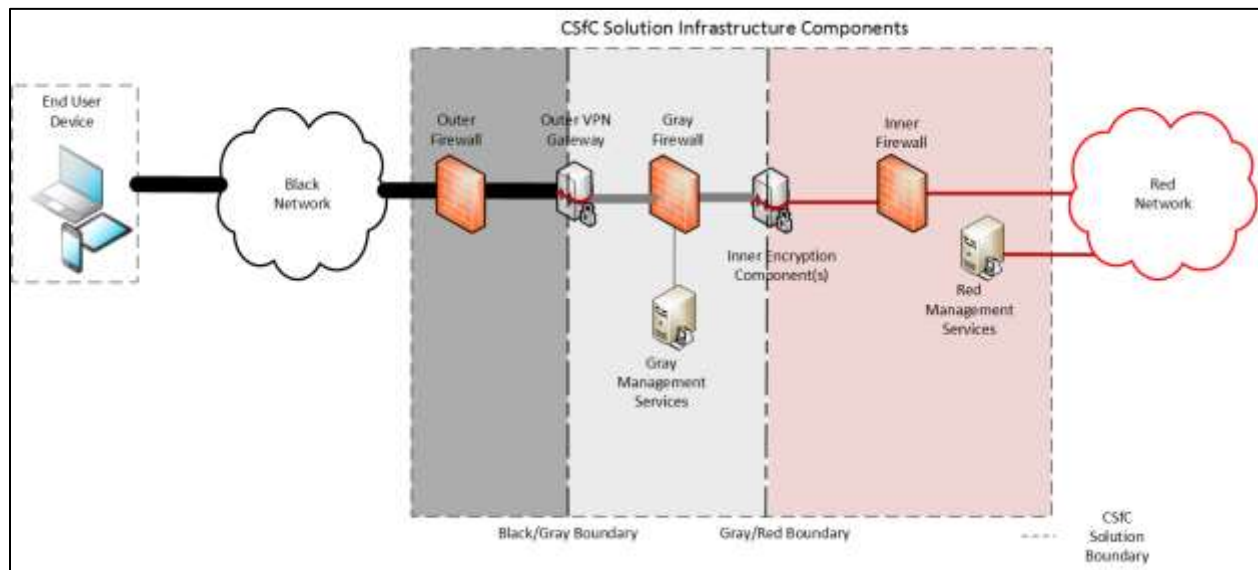 CSfC Solution Infrastructure Components
End User
Device
Outer
Firewall
Outer VPN
Gateway
Gray
Firewall
Inner
Firewall
Black
Network
Red
Network
Inner Encryption
Component(s)
Red
Management
Services
Gray
Management
Services
Black/Gray Boundary
Gray/Red Boundary
CSfC
Solution
Boundary